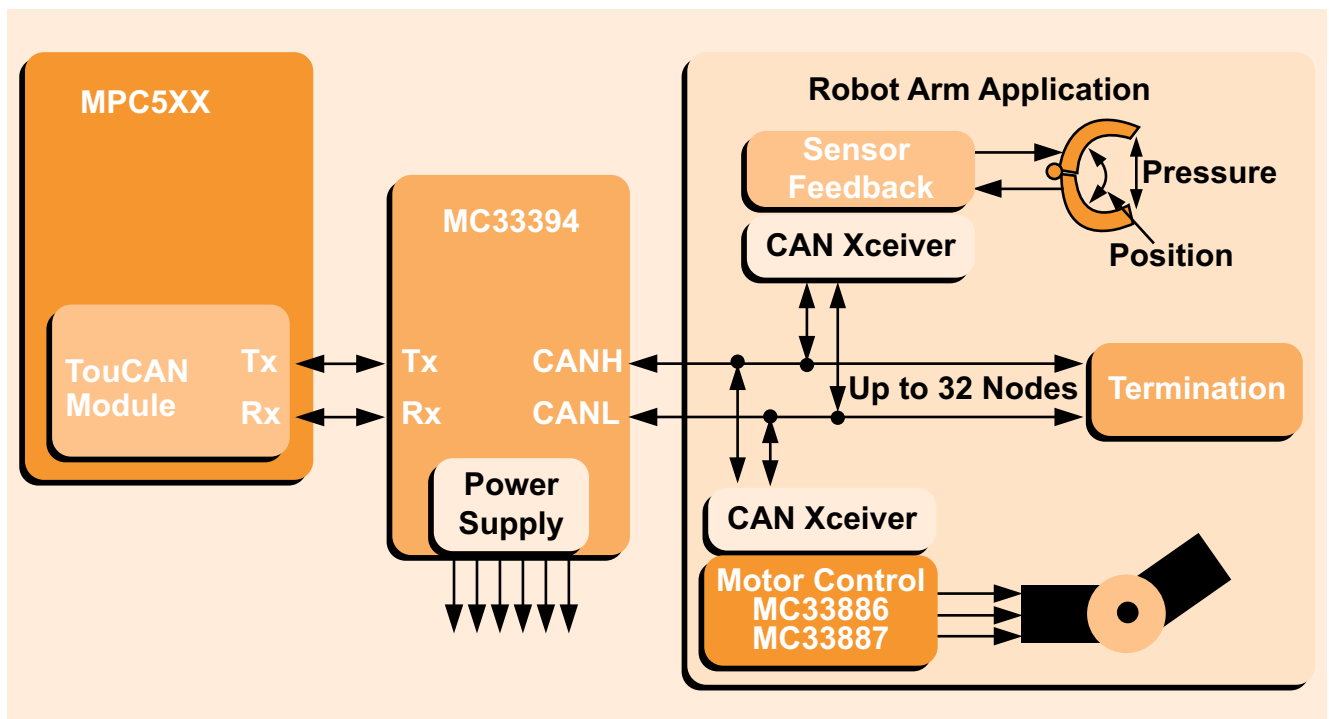 MPC5XX
TouCAN
Module
Tx
Rx
MC33394
Tx
Rx
CANH
CANL
Power
Supply
Robot Arm Application
Sensor
Feedback
CAN Xceiver
Pressure
Position
Up to 32 Nodes
Termination
CAN Xceiver
Motor Control
MC33886
MC33887